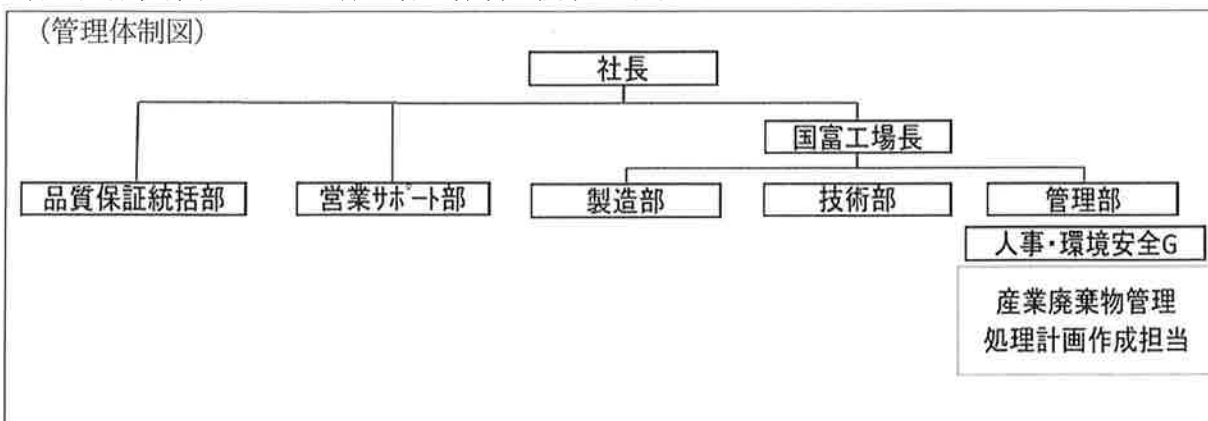 (管理体制図)
社長
国富工場長
品質保証統括部 営業ｻﾎﾟｰﾄ部 製造部 技術部 管理部
人事・環境安全G
産業廃棄物管理
処理計画作成担当